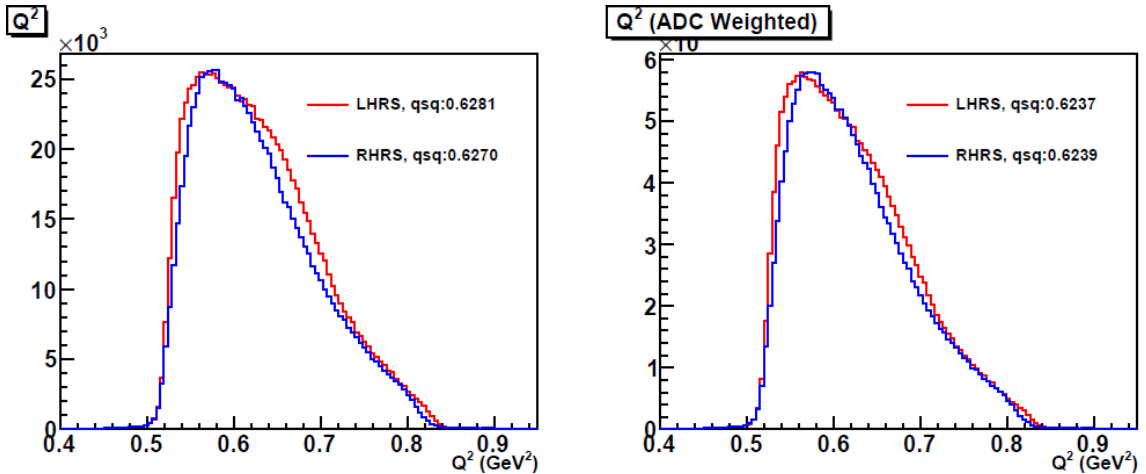 Q²
×10³
25
20
15
10
5
0
LHRS, qsq:0.6281
RHRS, qsq:0.6270
0.4 0.5 0.6 0.7 0.8 0.9
Q² (GeV²)
Q² (ADC Weighted)
6
5
4
3
2
1
0
LHRS, qsq:0.6237
RHRS, qsq:0.6239
0.4 0.5 0.6 0.7 0.8 0.9
Q² (GeV²)